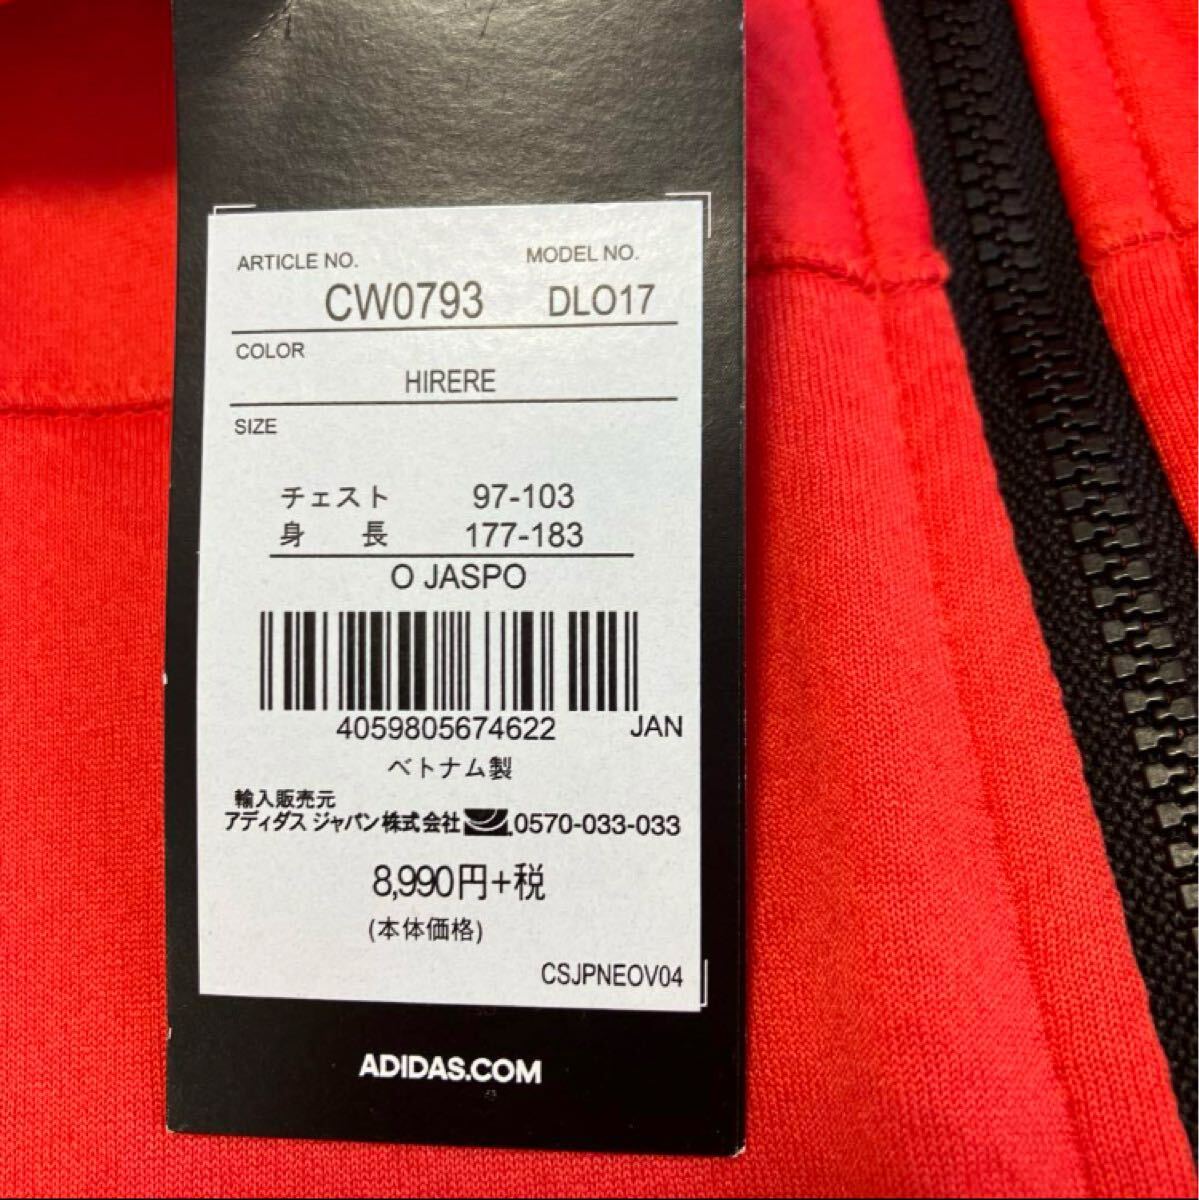 ARTICLE NO. MODEL NO.
CW0793 DLO17
COLOR
HIRERE
SIZE
チェスト 97-103
身 長 177-183
O JASPO
4059805674622 JAN
ベトナム製
輸入販売元
アディダス ジャパン株式会社 0570-033-033
8,990円+税
(本体価格)
CSJPNEOV04
ADIDAS.COM